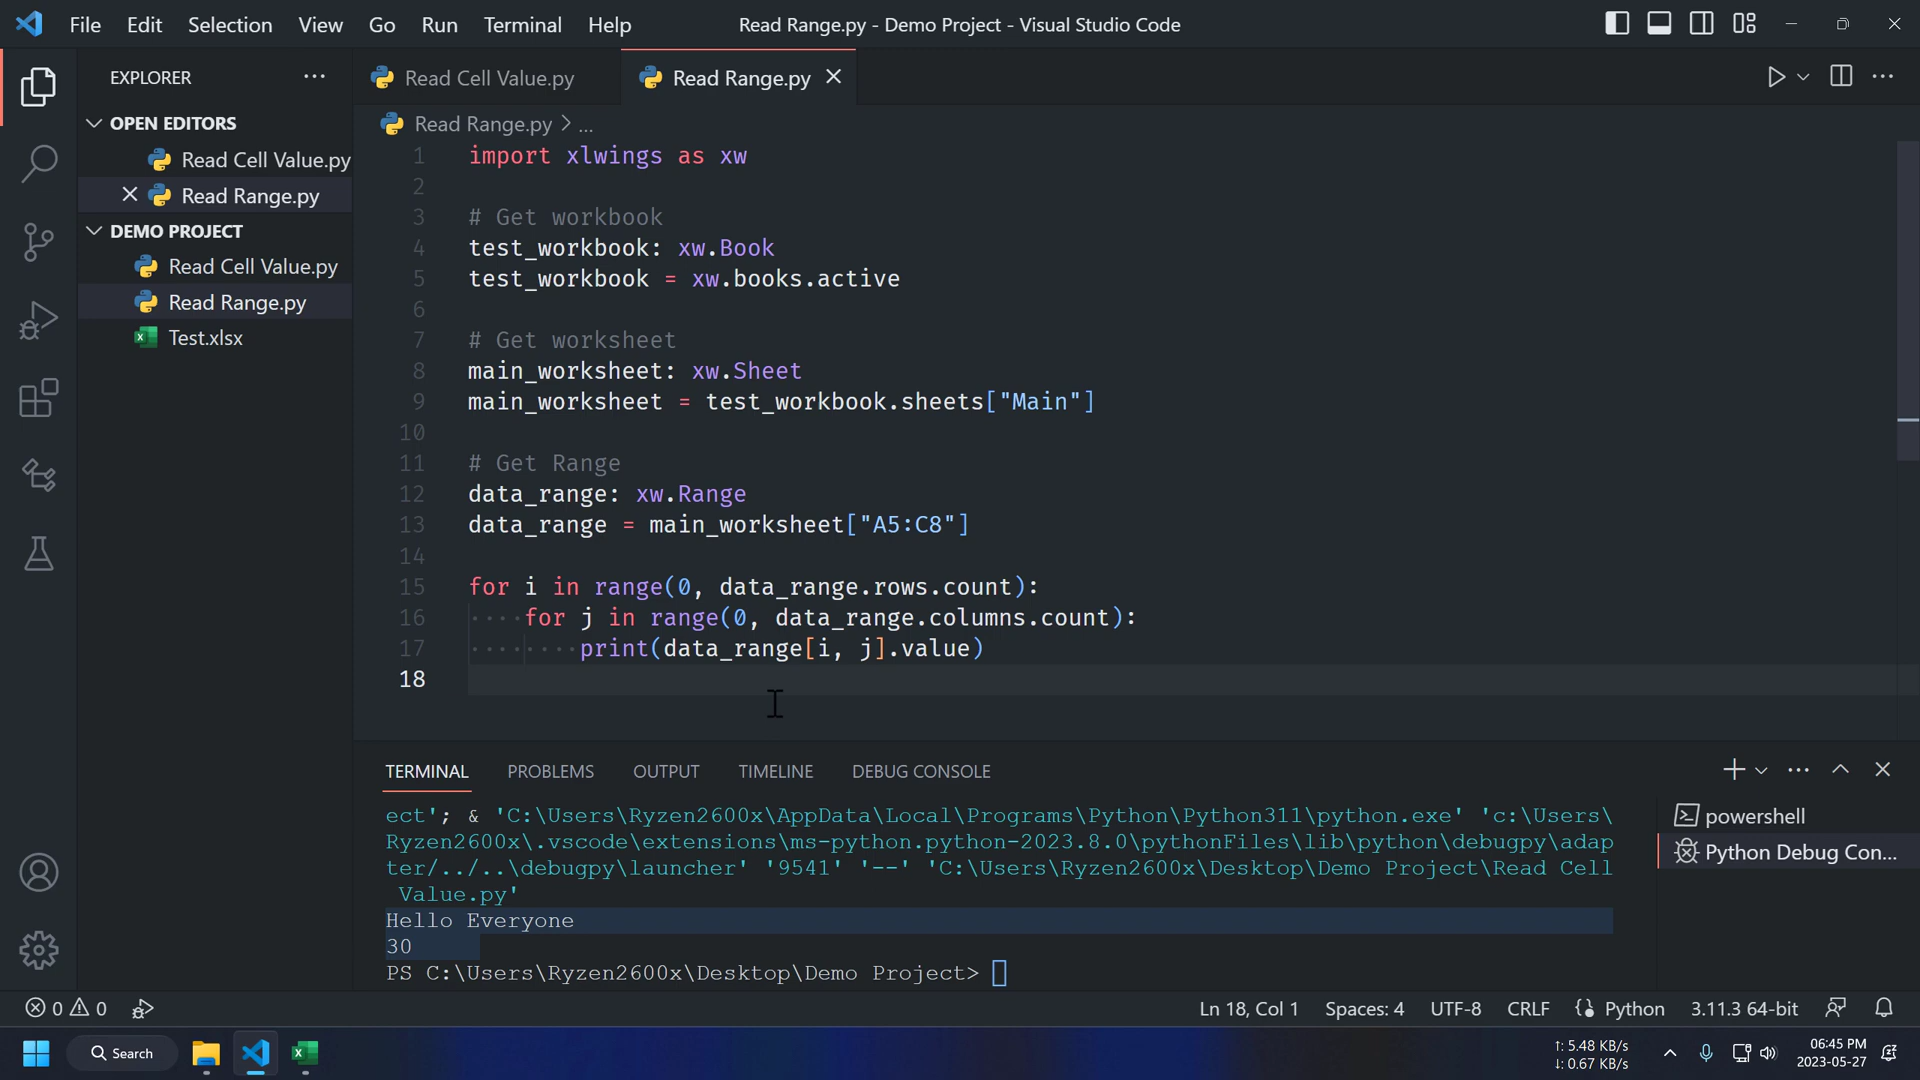 File Edit Selection View Go Run Terminal Help
Read Range.py - Demo Project - Visual Studio Code
EXPLORER
OPEN EDITORS
Read Cell Value.py
Read Range.py
DEMO PROJECT
Read Cell Value.py
Read Range.py
Test.xlsx
Read Cell Value.py
Read Range.py
Read Range.py > ...
1 import xlwings as xw
2
3 # Get workbook
4 test_workbook: xw.Book
5 test_workbook = xw.books.active
6
7 # Get worksheet
8 main_worksheet: xw.Sheet
9 main_worksheet = test_workbook.sheets["Main"]
10
11 # Get Range
12 data_range: xw.Range
13 data_range = main_worksheet["A5:C8"]
14
15 for i in range(0, data_range.rows.count):
16 for j in range(0, data_range.columns.count):
17 print(data_range[i, j].value)
18
TERMINAL PROBLEMS OUTPUT TIMELINE DEBUG CONSOLE
ect'; & 'C:\Users\Ryzen2600x\AppData\Local\Programs\Python\Python311\python.exe' 'c:\Users\
Ryzen2600x\.vscode\extensions\ms-python.python-2023.8.0\pythonFiles\lib\python\debugpy\adap
ter/../..\debugpy\launcher' '9541' '--' 'C:\Users\Ryzen2600x\Desktop\Demo Project\Read Cell
Value.py'
Hello Everyone
30
PS C:\Users\Ryzen2600x\Desktop\Demo Project>
powershell
Python Debug Con...
0 0
Ln 18, Col 1 Spaces: 4 UTF-8 CRLF Python 3.11.3 64-bit
Search
↑: 5.48 KB/s
↓: 0.67 KB/s
06:45 PM
2023-05-27